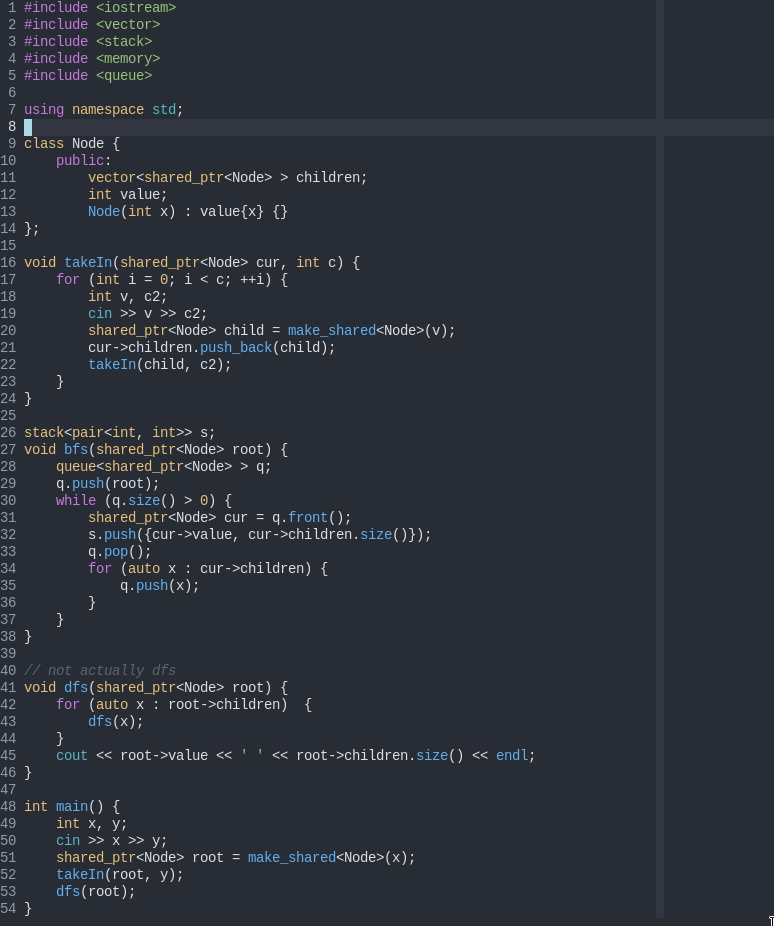 1 #include <iostream>
2 #include <vector>
3 #include <stack>
4 #include <memory>
5 #include <queue>
6
7 using namespace std;
8
9 class Node {
10     public:
11         vector<shared_ptr<Node> > children;
12         int value;
13         Node(int x) : value{x} {}
14 };
15
16 void takeIn(shared_ptr<Node> cur, int c) {
17     for (int i = 0; i < c; ++i) {
18         int v, c2;
19         cin >> v >> c2;
20         shared_ptr<Node> child = make_shared<Node>(v);
21         cur->children.push_back(child);
22         takeIn(child, c2);
23     }
24 }
25
26 stack<pair<int, int>> s;
27 void bfs(shared_ptr<Node> root) {
28     queue<shared_ptr<Node> > q;
29     q.push(root);
30     while (q.size() > 0) {
31         shared_ptr<Node> cur = q.front();
32         s.push({cur->value, cur->children.size()});
33         q.pop();
34         for (auto x : cur->children) {
35             q.push(x);
36         }
37     }
38 }
39
40 // not actually dfs
41 void dfs(shared_ptr<Node> root) {
42     for (auto x : root->children)  {
43         dfs(x);
44     }
45     cout << root->value << ' ' << root->children.size() << endl;
46 }
47
48 int main() {
49     int x, y;
50     cin >> x >> y;
51     shared_ptr<Node> root = make_shared<Node>(x);
52     takeIn(root, y);
53     dfs(root);
54 }